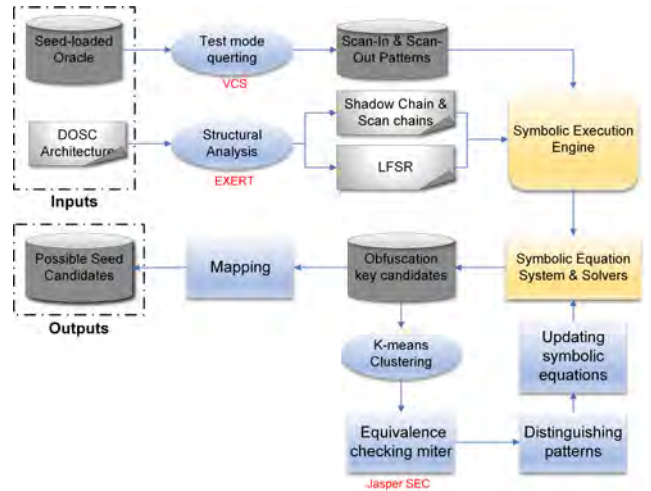 Seed-loaded
Oracle
Test mode
querting
VCS
Scan-In & Scan-
Out Patterns
DOSC
Architecture
Structural
Analysis
EXERT
Shadow Chain &
Scan chains
LFSR
Symbolic Execution
Engine
Inputs
Possible Seed
Candidates
Mapping
Obfuscation
key candidates
Symbolic Equation
System & Solvers
Outputs
K-means
Clustering
Updating
symbolic
equations
Equivalence
checking miter
Jasper SEC
Distinguishing
patterns